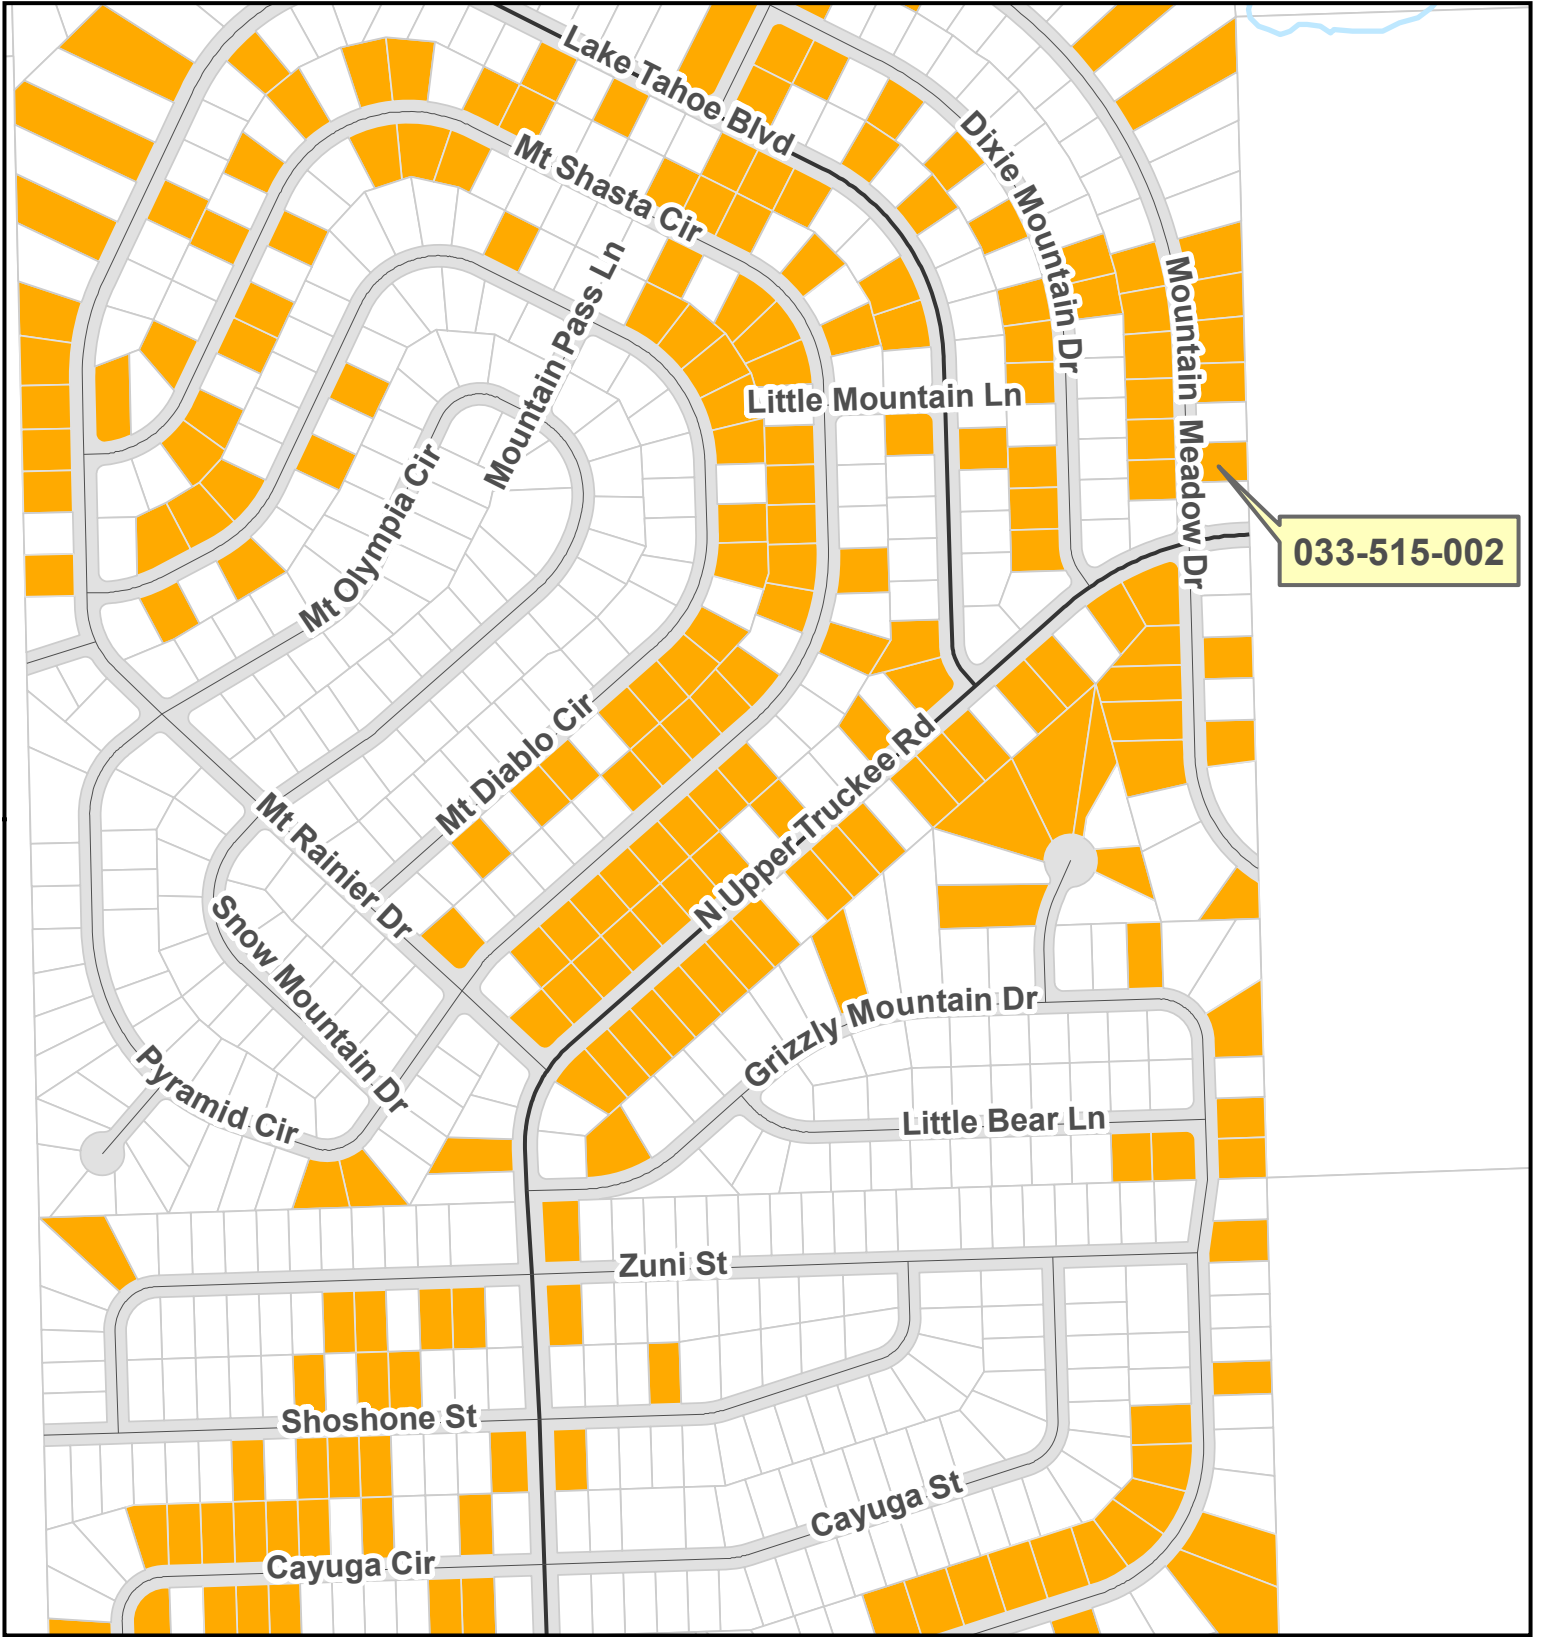 Lake Tahoe Blvd
Mt Shasta Cir
Dixie Mountain Dr
Mountain Pass Ln
Mountain Meadow Dr
Little Mountain Ln
Mt Olympia Cir
033-515-002
Mt Diablo Cir
N Upper Truckee Rd
Mt Rainier Dr
Snow Mountain Dr
Grizzly Mountain Dr
Pyramid Cir
Little Bear Ln
Zuni St
Shoshone St
Cayuga St
Cayuga Cir